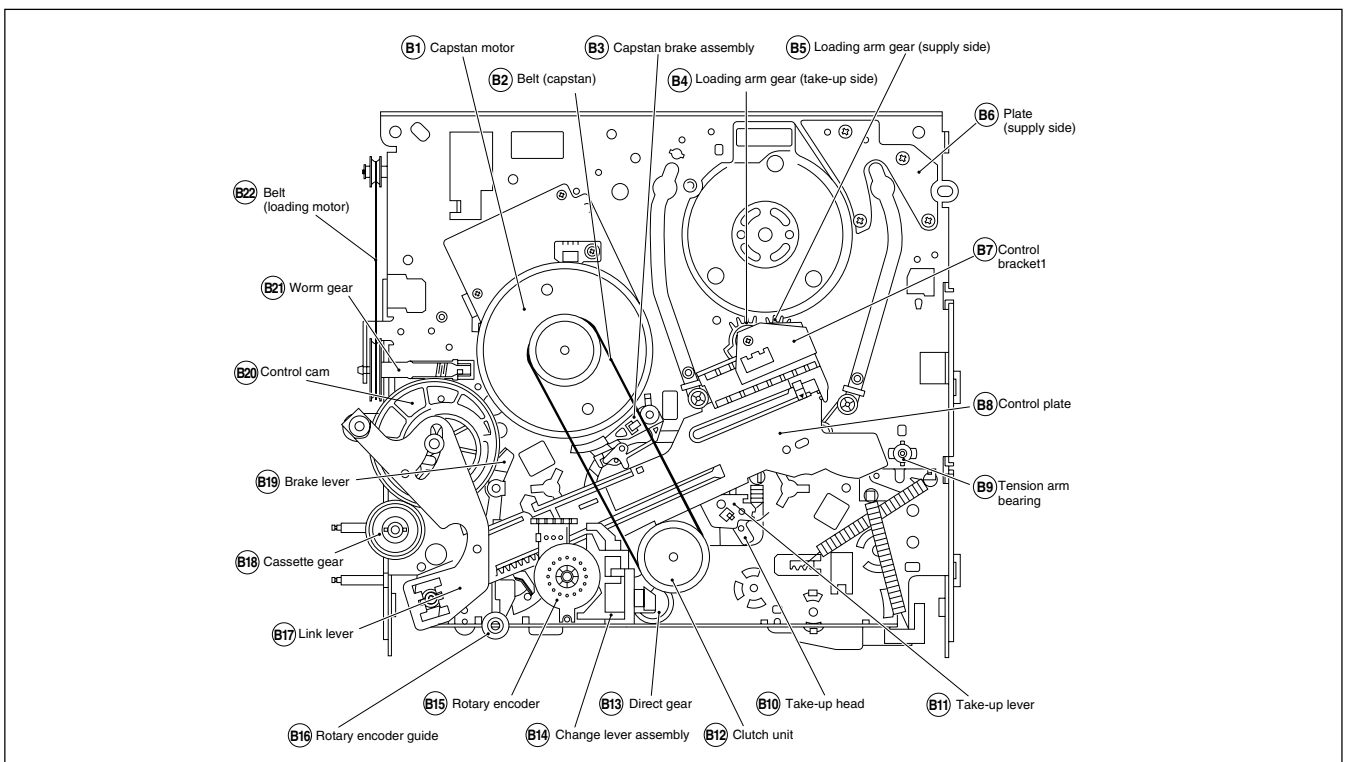 B1 Capstan motor
B3 Capstan brake assembly
B5 Loading arm gear (supply side)
B2 Belt (capstan)
B4 Loading arm gear (take-up side)
B6 Plate
(supply side)
B22 Belt
(loading motor)
B7 Control
bracket1
B21 Worm gear
B20 Control cam
B8 Control plate
B19 Brake lever
B9 Tension arm
bearing
B18 Cassette gear
B17 Link lever
B15 Rotary encoder
B13 Direct gear
B10 Take-up head
B11 Take-up lever
B16 Rotary encoder guide
B14 Change lever assembly
B12 Clutch unit